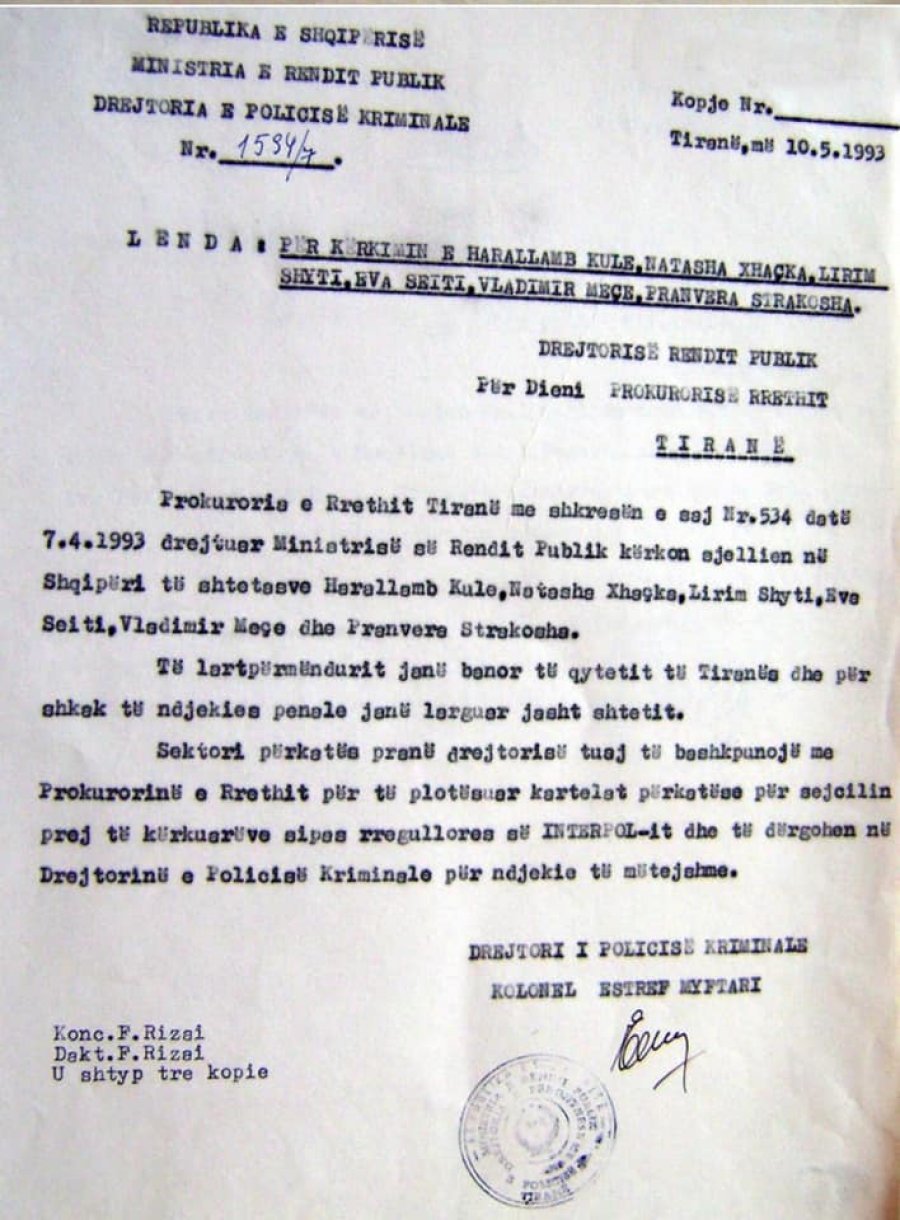 REPUBLIKA E SHQIPERISË
MINISTRIA E RENDIT PUBLIK
DREJTORIA E POLICISË KRIMINALE
Nr. 1534/7.
Kopje Nr.
Tiranë,më 10.5.1993
L E N D A : PËR KËRKIMIN E HARALLAMB KULE,NATASHA XHAÇKA,LIRIM
SHYTI,EVA SEITI,VLADIMIR MEÇE,PRANVERA STRAKOSHA.
DREJTORISË RENDIT PUBLIK
Për Dieni PROKURORISË RRETHIT
T I R A N Ë
Prokuroria e Rrethit Tiranë me shkresën e saj Nr.534 datë
7.4.1993 drejtuar Ministrisë së Rendit Publik kërkon sjellien në
Shqipëri të shtetasve Harallamb Kule,Natasha Xhaçka,Lirim Shyti,Eva
Seiti,Vladimir Meçe dhe Pranvera Strakosha.
Të lartpërmëndurit janë banor të qytetit të Tiranës dhe për
shkak të ndjekies penale janë larguar jasht shtetit.
Sektori përkatës pranë drejtorisë tuaj të bashkpunojë me
Prokurorinë e Rrethit për të plotësuar kartelat përkatëse për sejcilin
prej të kërkuarëve sipas rregullores së INTERPOL-it dhe të dërgohen në
Drejtorinë e Policisë Kriminale për ndjekie të mëtejshme.
DREJTORI I POLICISË KRIMINALE
KOLONEL ESTREF MYFTARI
Konc.F.Rizai
Dakt.F.Rizai
U shtyp tre kopie
TIRANË